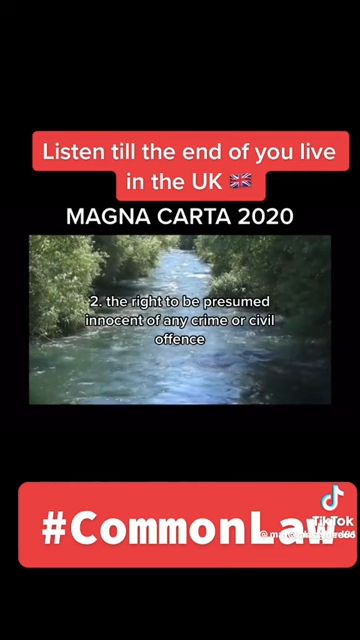 Listen till the end of you live
in the UK 🇬🇧
MAGNA CARTA 2020
2. the right to be presumed
innocent of any crime or civil
offence
#CommonLaw
TikTok